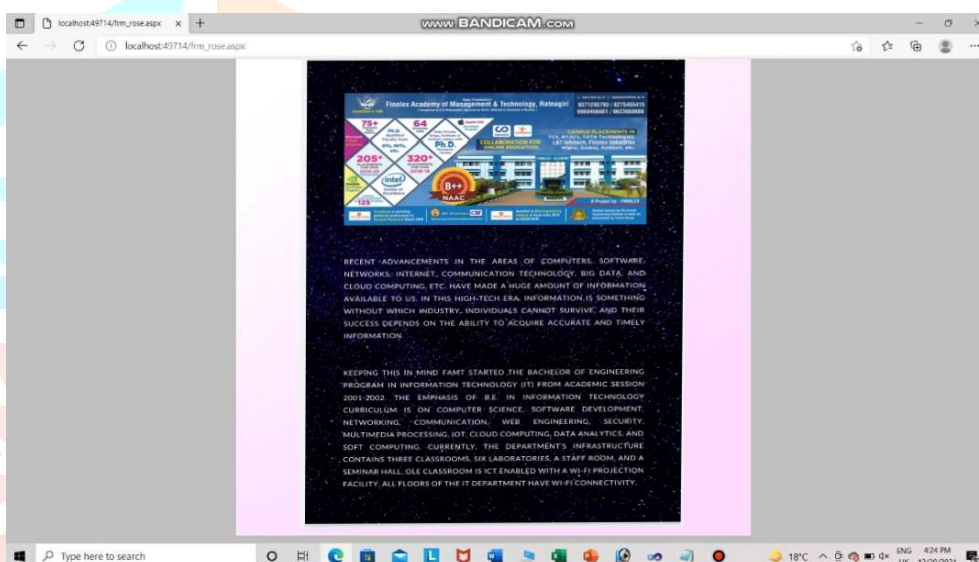 localhost:49714/frm_rose.aspx
www.BANDICAM.com
localhost:49714/frm_rose.aspx
Finolex Academy of Management & Technology, Ratnagiri
75+
64
Ph.D.
COLLABORATION FOR
ONLINE EDUCATION
CAMPUS PLACEMENTS IN
205+
320+
intel
B++
NAAC
125
A Project by : FINOLEX
RECENT ADVANCEMENTS IN THE AREAS OF COMPUTERS, SOFTWARE,
NETWORKS, INTERNET, COMMUNICATION TECHNOLOGY, BIG DATA, AND
CLOUD COMPUTING, ETC. HAVE MADE A HUGE AMOUNT OF INFORMATION
AVAILABLE TO US. IN THIS HIGH-TECH ERA, INFORMATION IS SOMETHING
WITHOUT WHICH INDUSTRY, INDIVIDUALS CANNOT SURVIVE, AND THEIR
SUCCESS DEPENDS ON THE ABILITY TO ACQUIRE ACCURATE AND TIMELY
INFORMATION.
KEEPING THIS IN MIND FAMT STARTED THE BACHELOR OF ENGINEERING
PROGRAM IN INFORMATION TECHNOLOGY (IT) FROM ACADEMIC SESSION
2001-2002. THE EMPHASIS OF B.E. IN INFORMATION TECHNOLOGY
CURRICULUM IS ON COMPUTER SCIENCE, SOFTWARE DEVELOPMENT,
NETWORKING, COMMUNICATION, WEB ENGINEERING, SECURITY,
MULTIMEDIA PROCESSING, IOT, CLOUD COMPUTING, DATA ANALYTICS, AND
SOFT COMPUTING. CURRENTLY, THE DEPARTMENT'S INFRASTRUCTURE
CONTAINS THREE CLASSROOMS, SIX LABORATORIES, A STAFF ROOM, AND A
SEMINAR HALL. OLE CLASSROOM IS ICT ENABLED WITH A WI-FI PROJECTION
FACILITY. ALL FLOORS OF THE IT DEPARTMENT HAVE WI-FI CONNECTIVITY.
Type here to search
18°C
ENG
4:24 PM